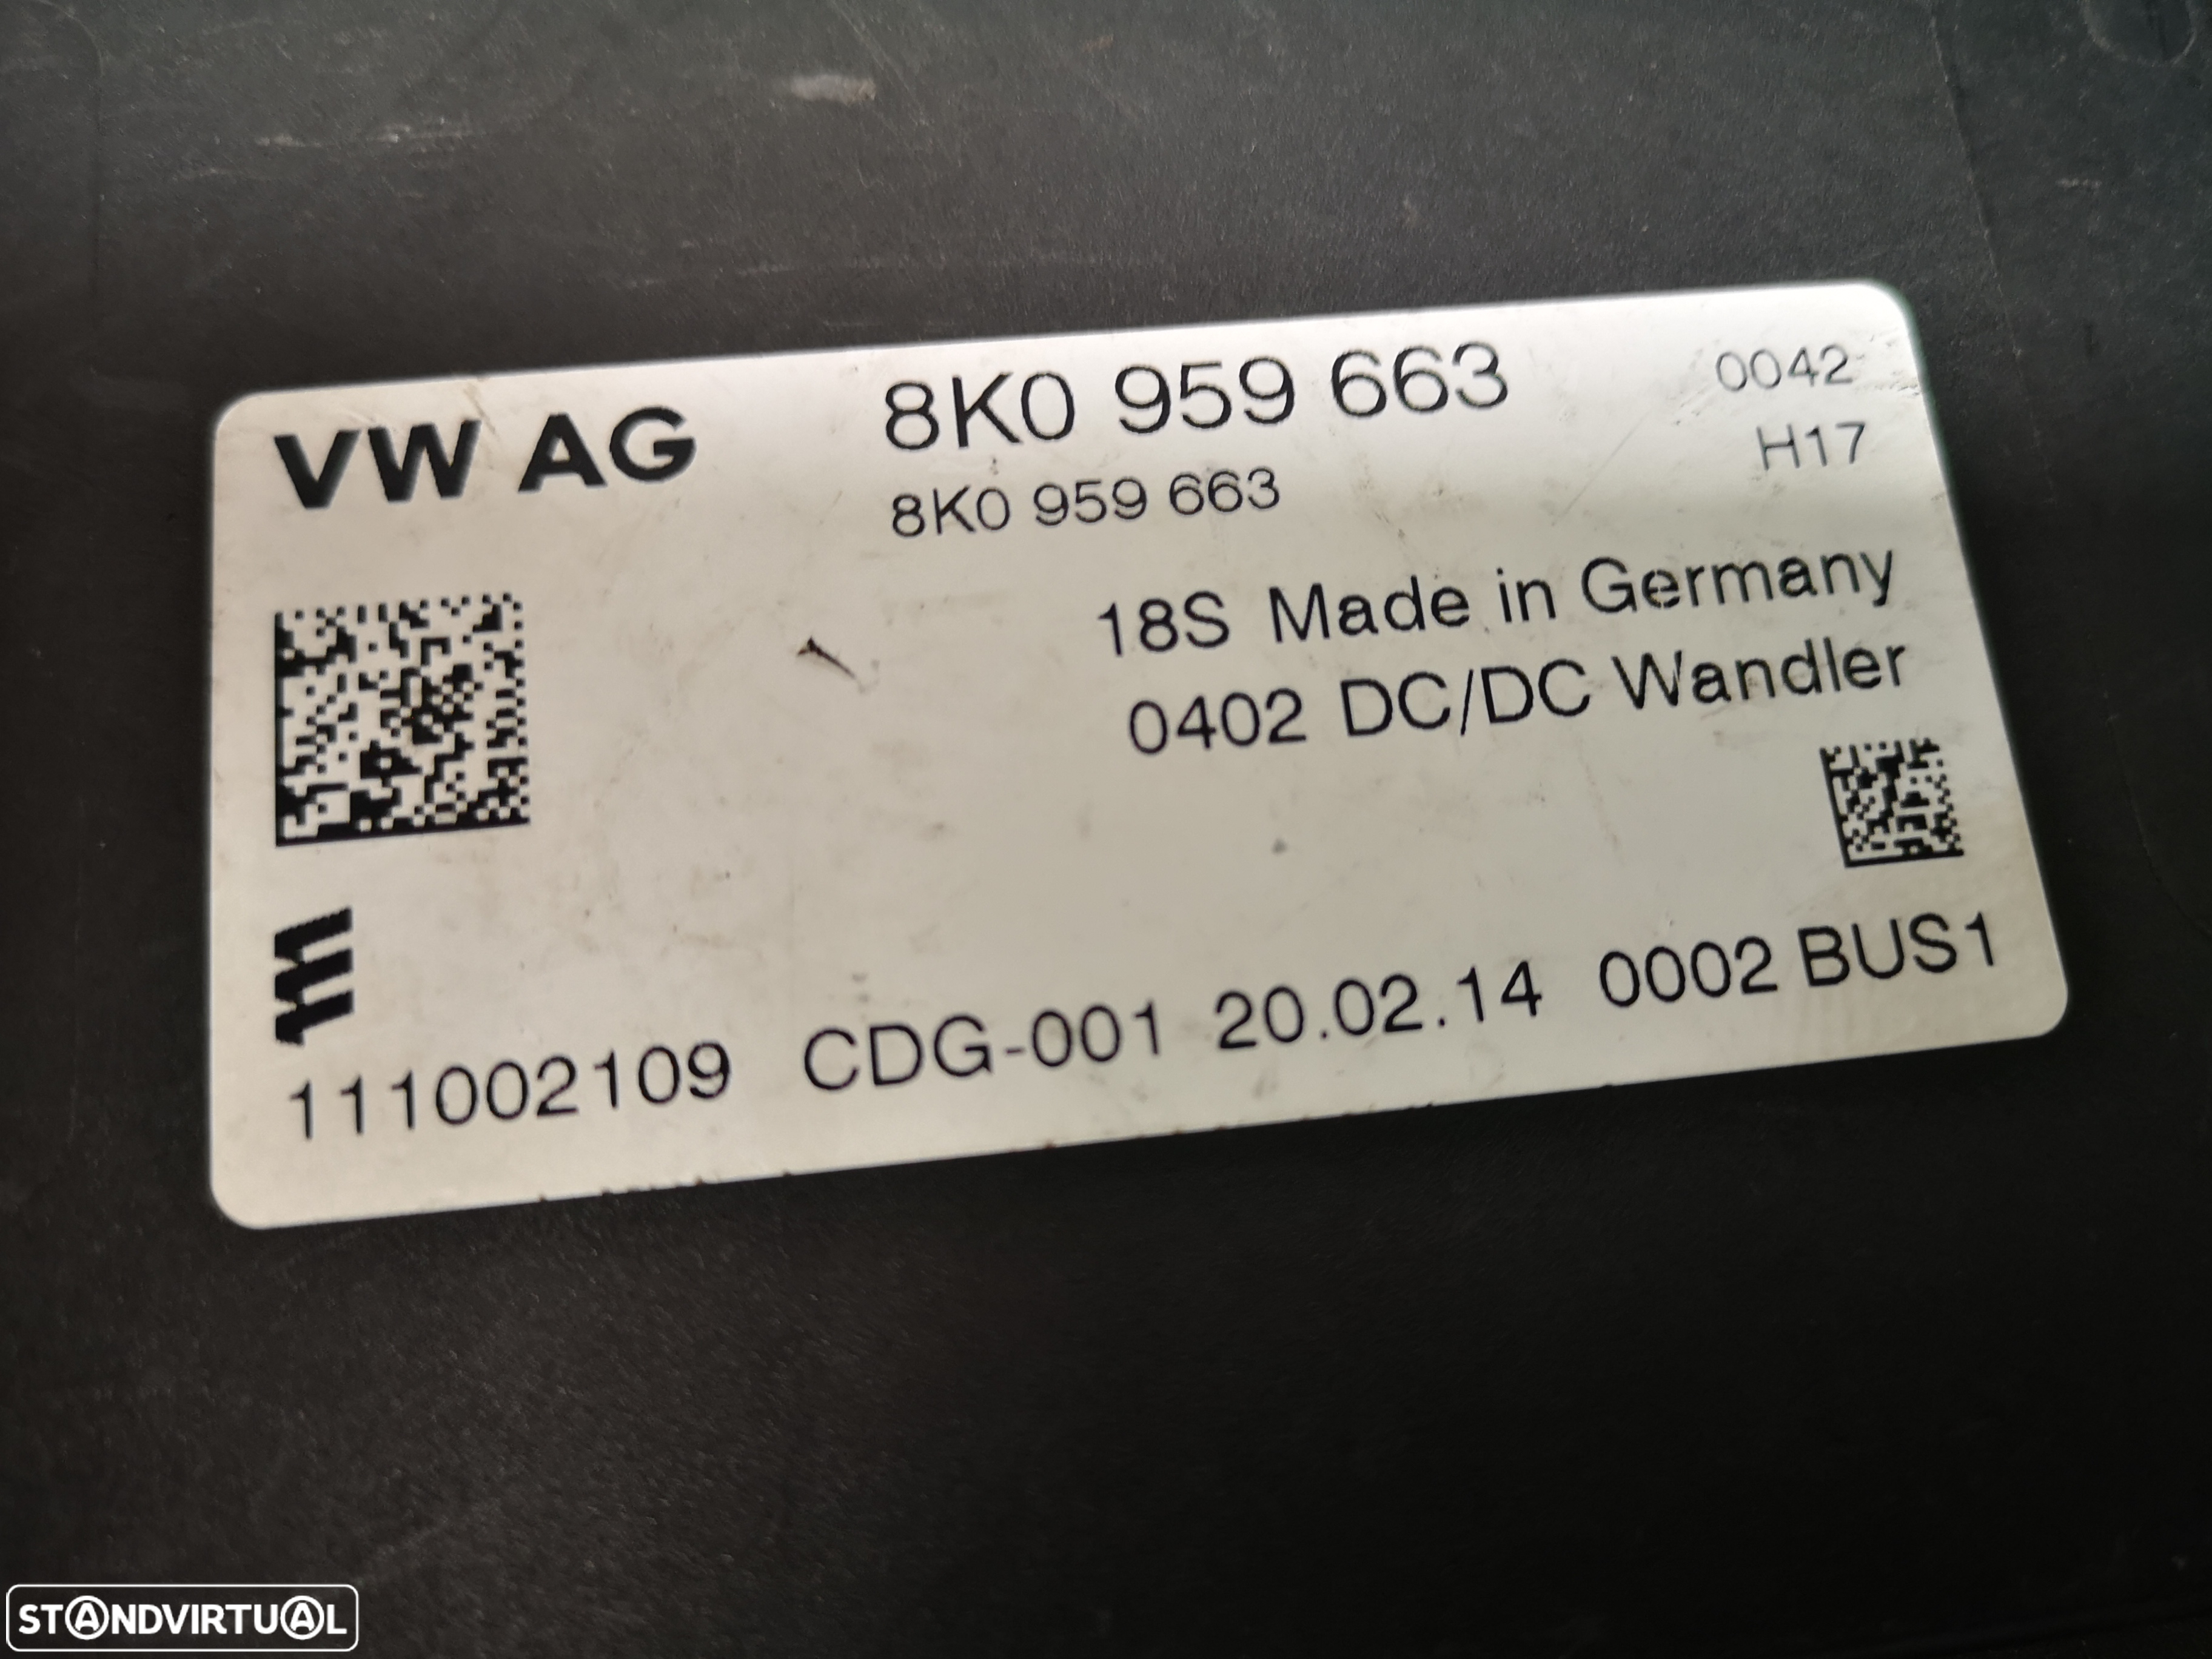 VW AG
8K0 959 663
0042
8K0 959 663
H17
18S Made in Germany
0402 DC/DC Wandler
111002109 CDG-001 20.02.14 0002 BUS1
STANDVIRTUAL